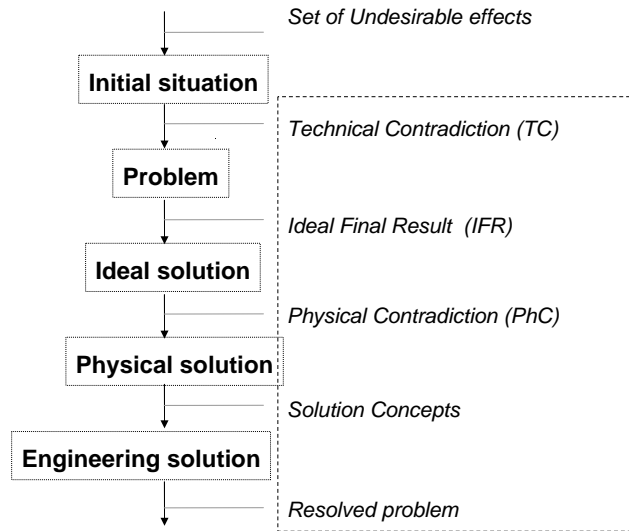 Set of Undesirable effects
Initial situation
Technical Contradiction (TC)
Problem
Ideal Final Result (IFR)
Ideal solution
Physical Contradiction (PhC)
Physical solution
Solution Concepts
Engineering solution
Resolved problem